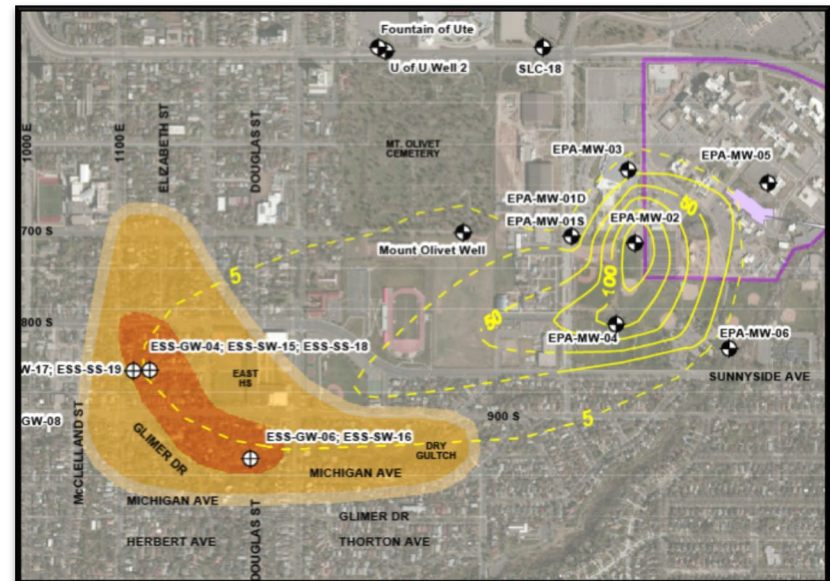 Fountain of Ute
U of U Well 2
SLC-18
1000 E
1100 E
ELIZABETH ST
DOUGLAS ST
MT. OLIVET
CEMETERY
EPA-MW-03
EPA-MW-05
EPA-MW-01D
EPA-MW-01S
50
EPA-MW-02
700 S
Mount Olivet Well
5
100
800 S
50
EPA-MW-04
EPA-MW-06
ESS-GW-04; ESS-SW-15; ESS-SS-18
W-17; ESS-SS-19
EAST
HS
SUNNYSIDE AVE
900 S
5
GW-08
McCLELLAND ST
GLIMER DR
ESS-GW-06; ESS-SW-16
DRY
GULTCH
MICHIGAN AVE
MICHIGAN AVE
DOUGLAS ST
GLIMER DR
HERBERT AVE
THORTON AVE